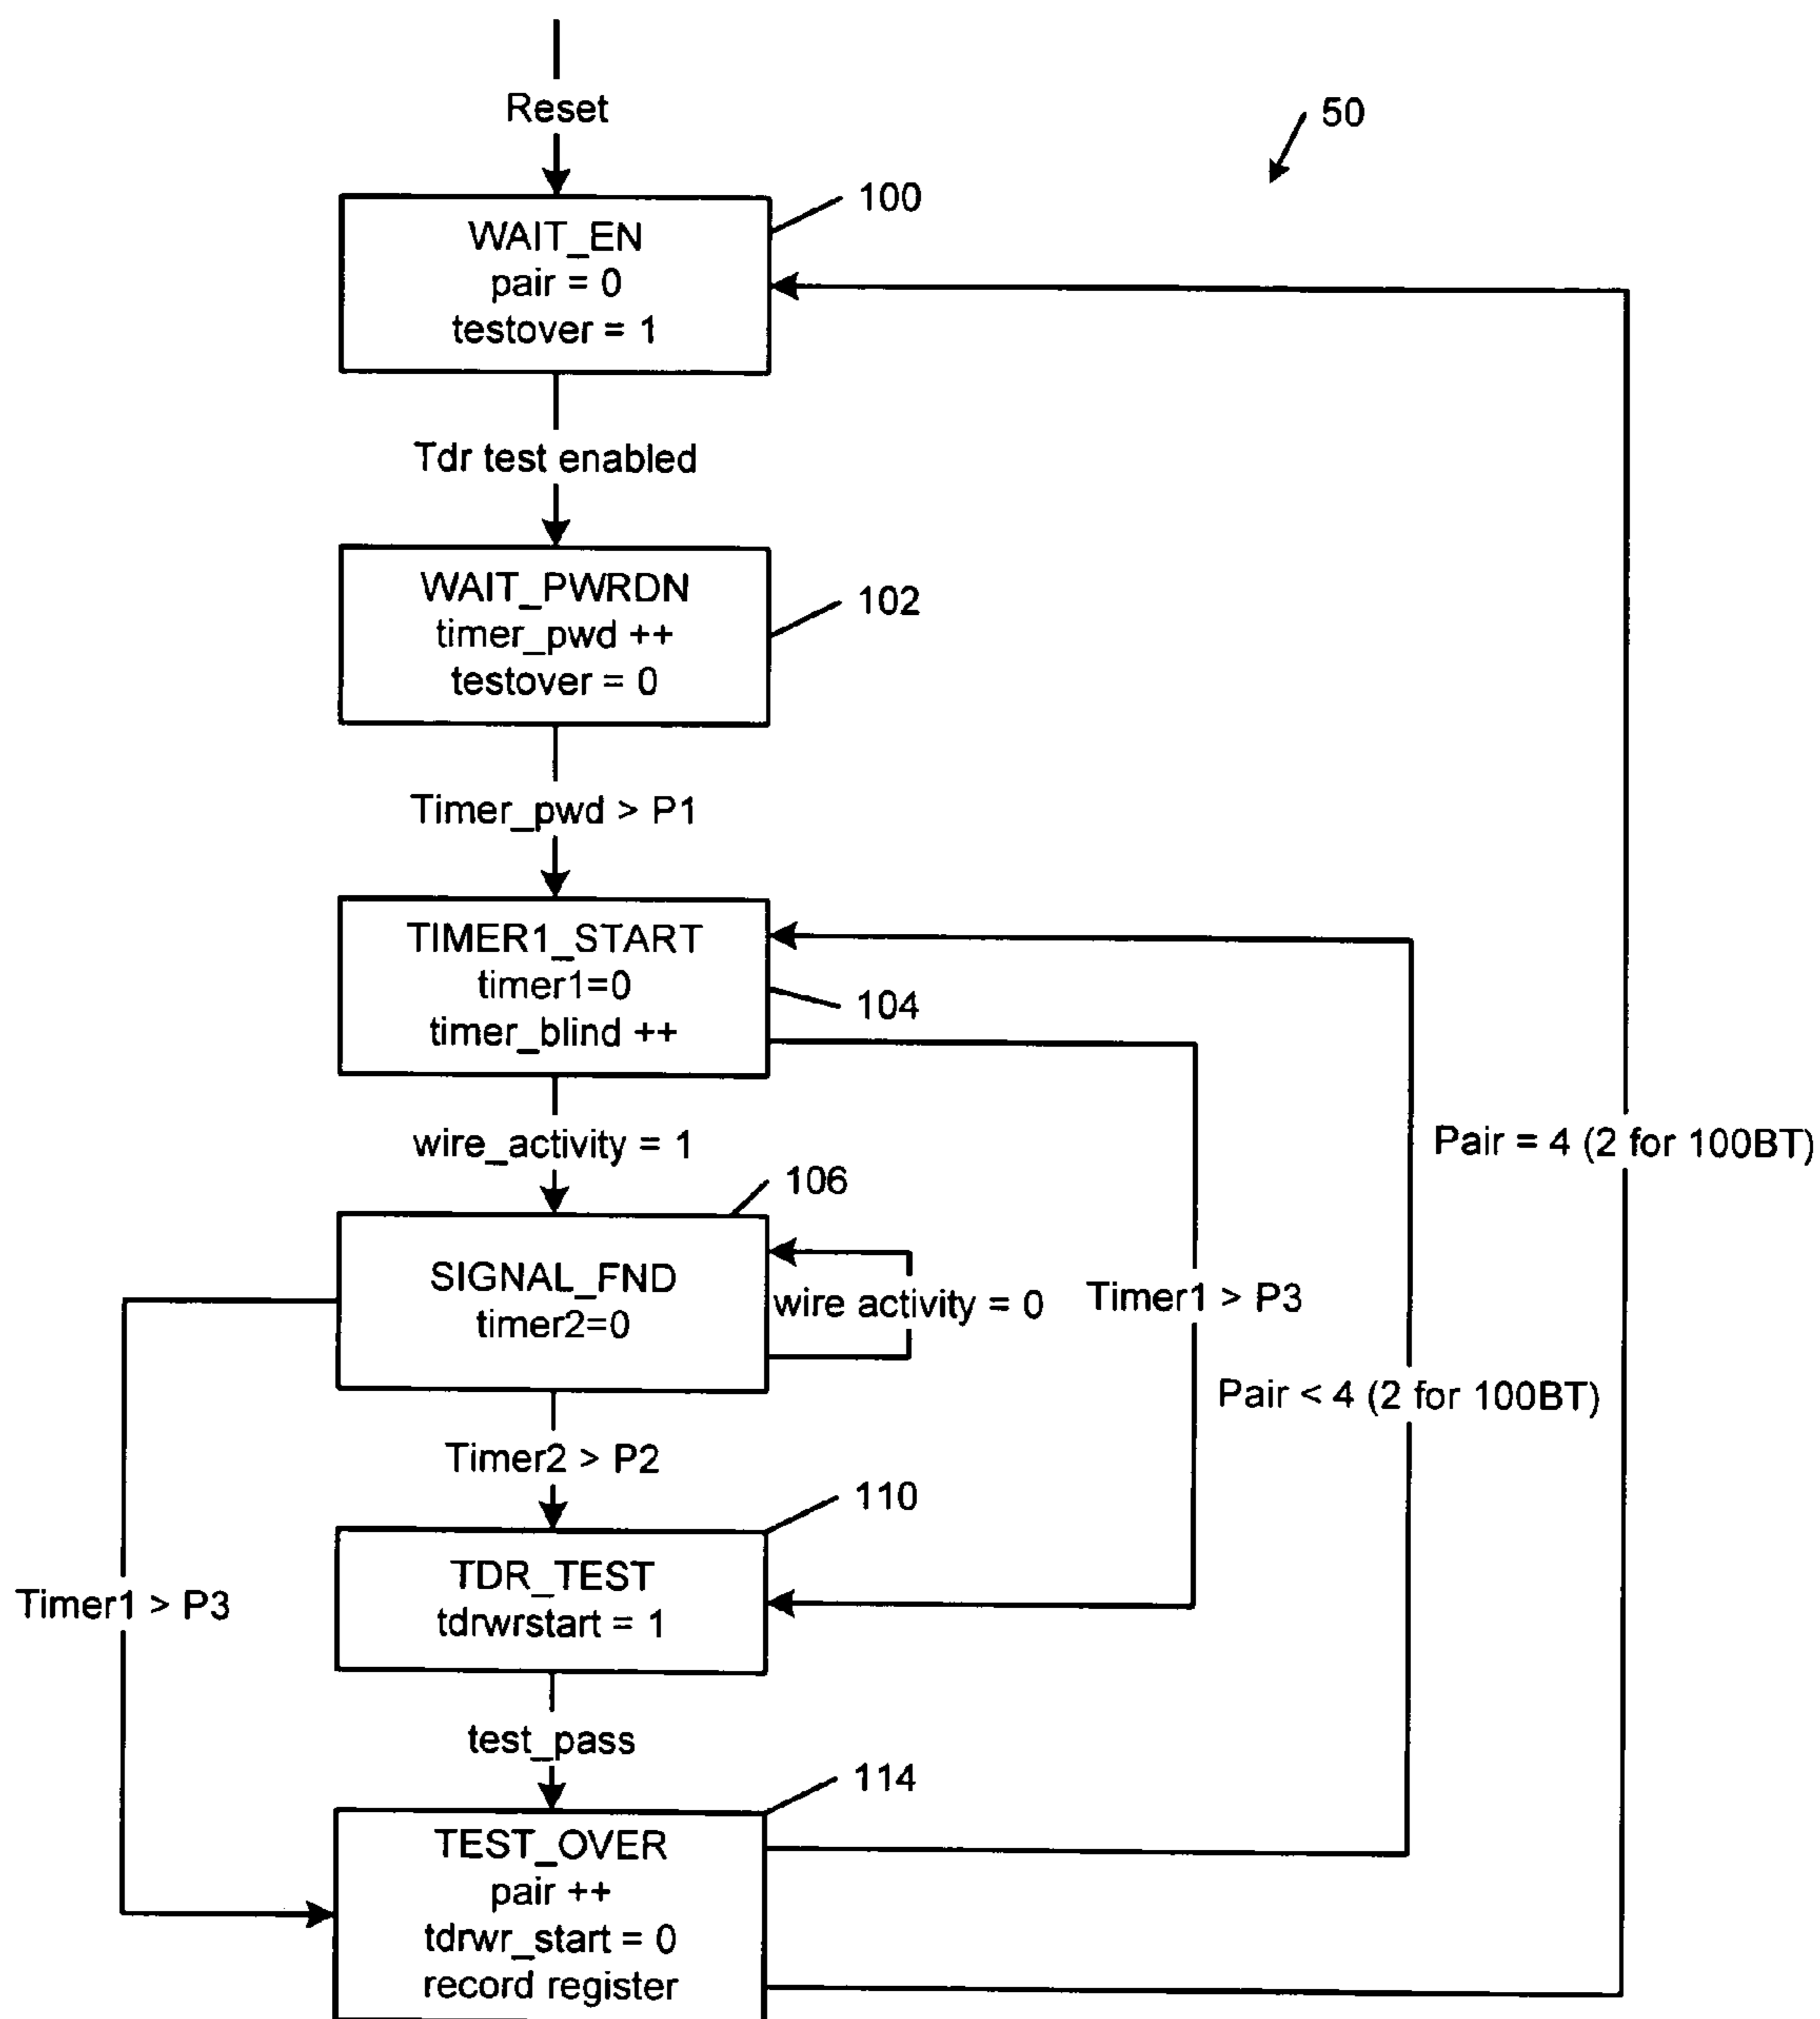 Reset
50
100
WAIT_EN
pair = 0
testover = 1
Tdr test enabled
WAIT_PWRDN
timer_pwd ++
testover = 0
102
Timer_pwd > P1
TIMER1_START
timer1=0
timer_blind ++
104
wire_activity = 1
Pair = 4 (2 for 100BT)
106
SIGNAL_FND
timer2=0
wire activity = 0
Timer1 > P3
Pair < 4 (2 for 100BT)
Timer2 > P2
110
TDR_TEST
tdrwrstart = 1
Timer1 > P3
test_pass
114
TEST_OVER
pair ++
tdrwr_start = 0
record register